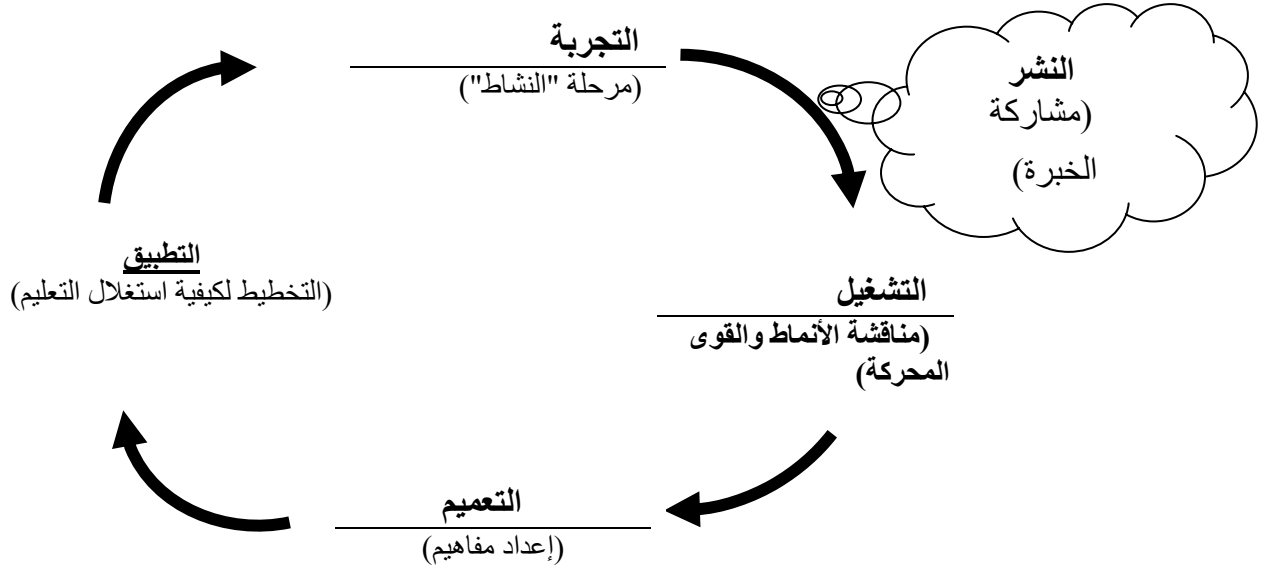 التجربة
(مرحلة "النشاط")
النشر
(مشاركة
الخبرة)
التشغيل
(مناقشة الأنماط والقوى
المحركة)
التعميم
(إعداد مفاهيم)
التطبيق
(التخطيط لكيفية استغلال التعليم)